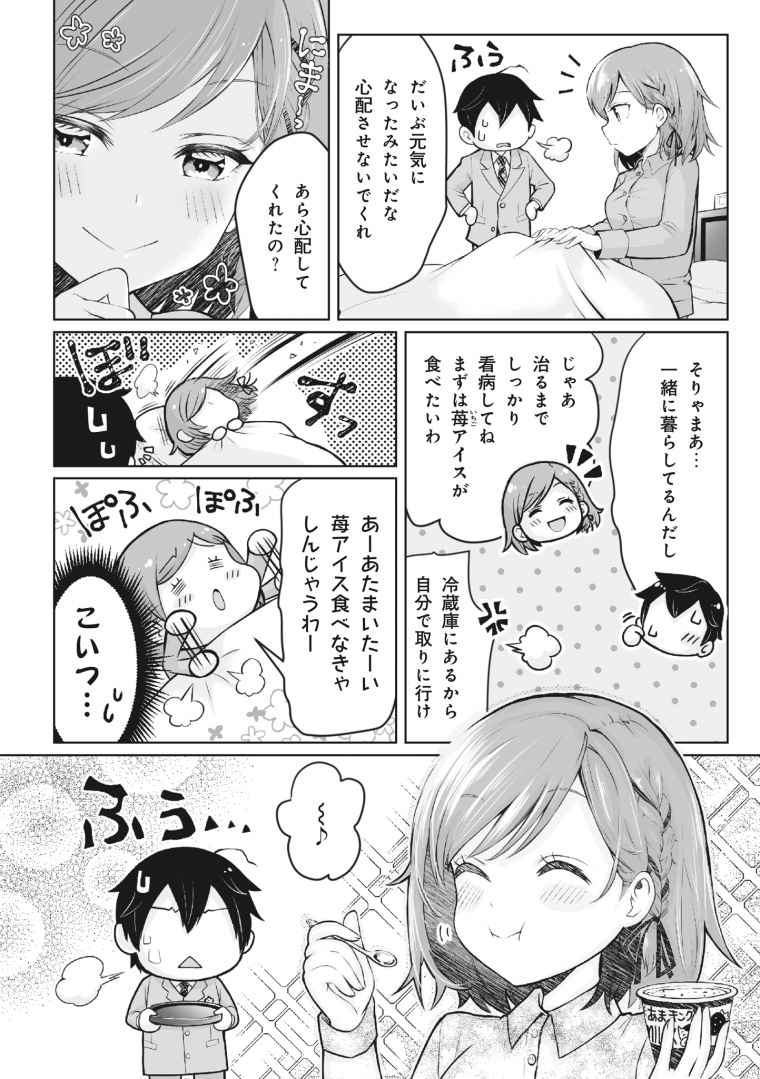 ふぅ
だいぶ元気に
なったみたいだな
心配させないでくれ
にま〜
あら心配して
くれたの?
そりゃまあ…
一緒に暮らしてるんだし
じゃあ
治るまで
しっかり
看病してね
まずは苺アイスが
食べたいわ
いちご
冷蔵庫にあるから
自分で取りに行け
すっ
ぼ!!
あーあたまいたーい
苺アイス食べなきゃ
しんじゃうわー
ぽふ
ぽふ
こいつ…
〜♪
ふぅ…
あまキング